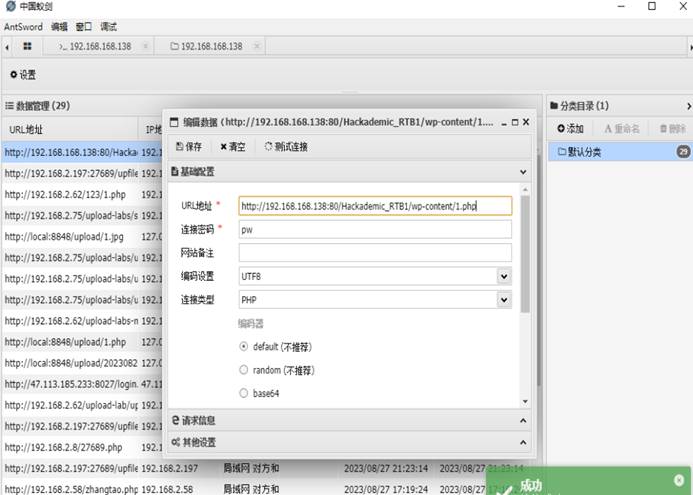 中国蚁剑
AntSword 编辑 窗口 调试
192.168.168.138 × 192.168.168.138 ×
设置
数据管理 (29)
URL地址 IP地
http://192.168.168.138:80/Hacka 192.1
http://192.168.2.197:27689/upfile 192.1
http://192.168.2.62/123/1.php 192.1
http://192.168.2.75/upload-labs/s 192.1
http://local:8848/upload/1.jpg 127.0
http://192.168.2.75/upload-labs/u 192.1
http://192.168.2.75/upload-labs/u 192.1
http://192.168.2.75/upload-labs/u 192.1
http://192.168.2.62/upload-labs-n 192.1
http://local:8848/upload/1.php 127.0
http://local:8848/upload/2023082 127.0
http://47.113.185.233:8027/login. 47.11
http://192.168.2.62/upload-lab/up 192.1
http://192.168.2.197:27689/upfile 192.1
http://192.168.2.8/27689.php 192.1
http://192.168.2.197:27689/upfile 192.168.2.197 局域网 对方和 2023/08/27 21:23:14 2023/08/27 21:23:14
http://192.168.2.58/zhangtao.php 192.168.2.58 局域网 对方和 2023/08/27 17:19:24 2023/08/27 17
编辑数据 (http://192.168.168.138:80/Hackademic_RTB1/wp-content/1....
保存 清空 测试连接
基础配置
URL地址 * http://192.168.168.138:80/Hackademic_RTB1/wp-content/1.php
连接密码 * pw
网站备注
编码设置 UTF8
连接类型 PHP
编码器
default (不推荐)
random (不推荐)
base64
请求信息
其他设置
分类目录 (1)
添加 重命名 删除
默认分类 29
成功